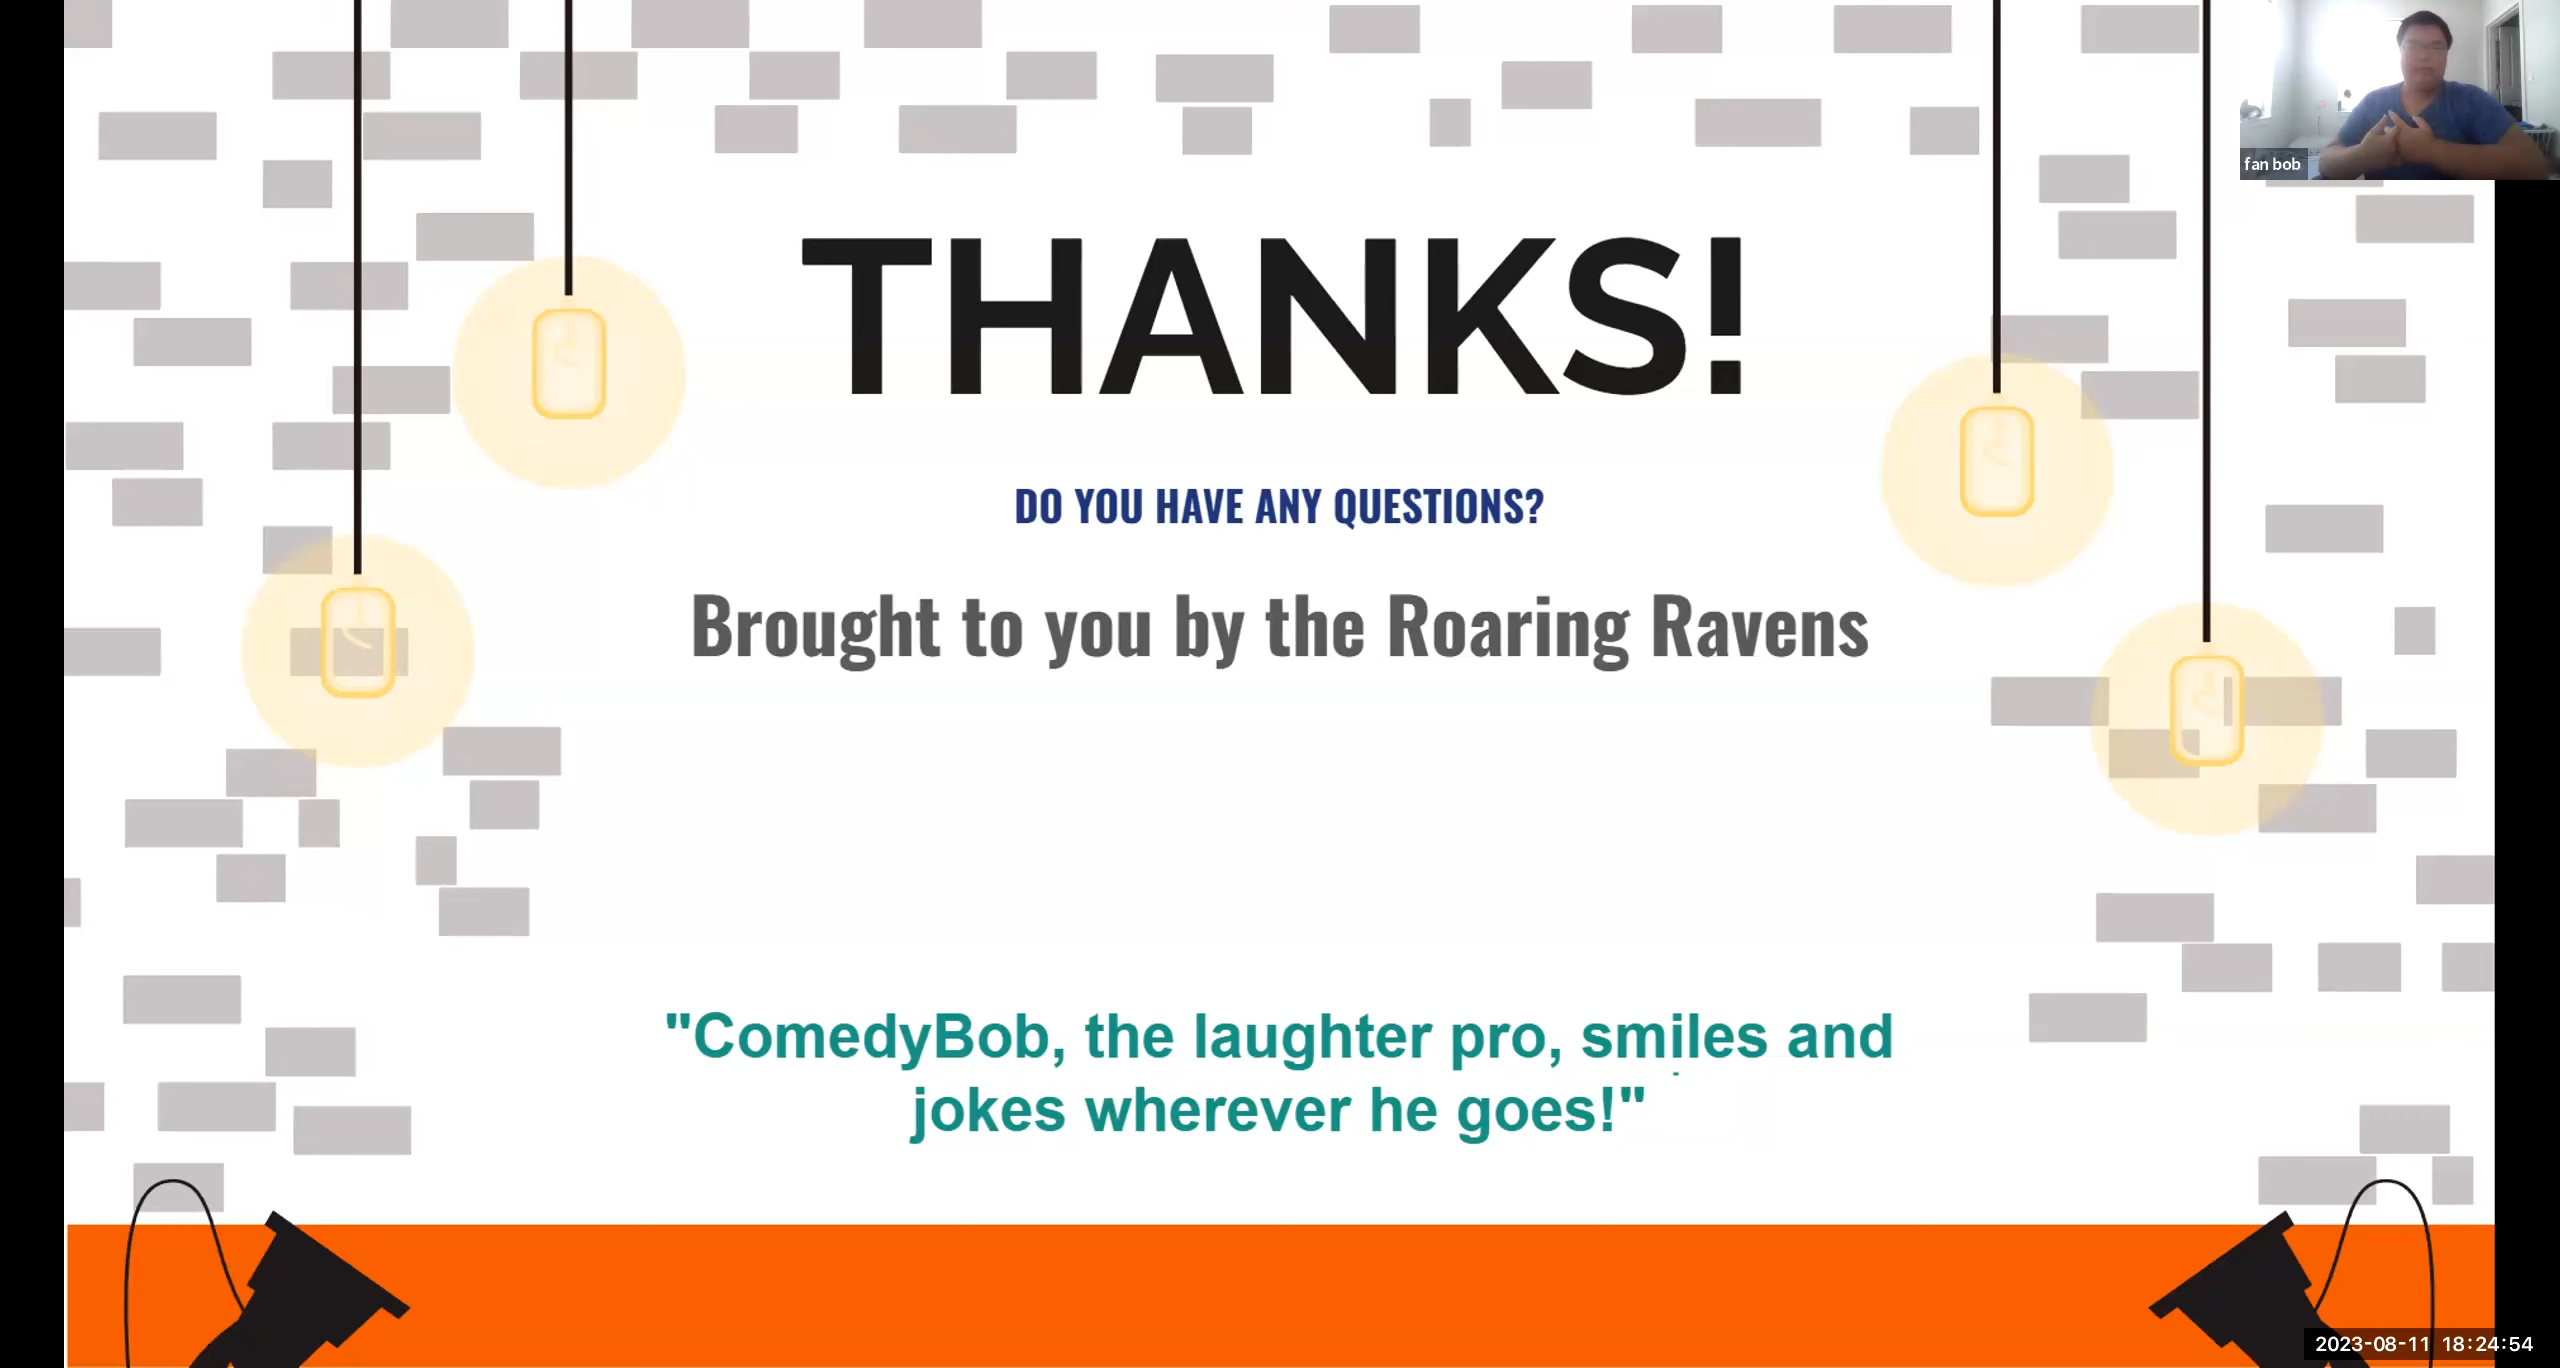 fan bob
THANKS!
DO YOU HAVE ANY QUESTIONS?
Brought to you by the Roaring Ravens
"ComedyBob, the laughter pro, smiles and
jokes wherever he goes!"
2023-08-11 18:24:54